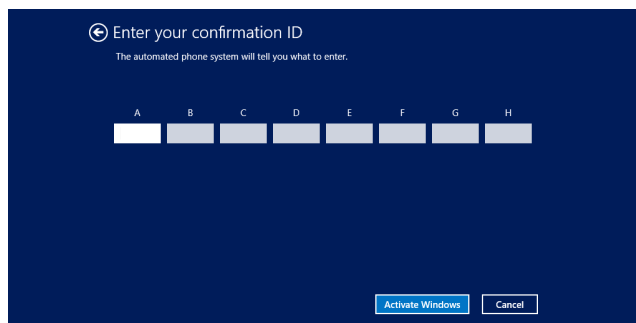 Enter your confirmation ID
The automated phone system will tell you what to enter.
A B C D E F G H
Activate Windows Cancel